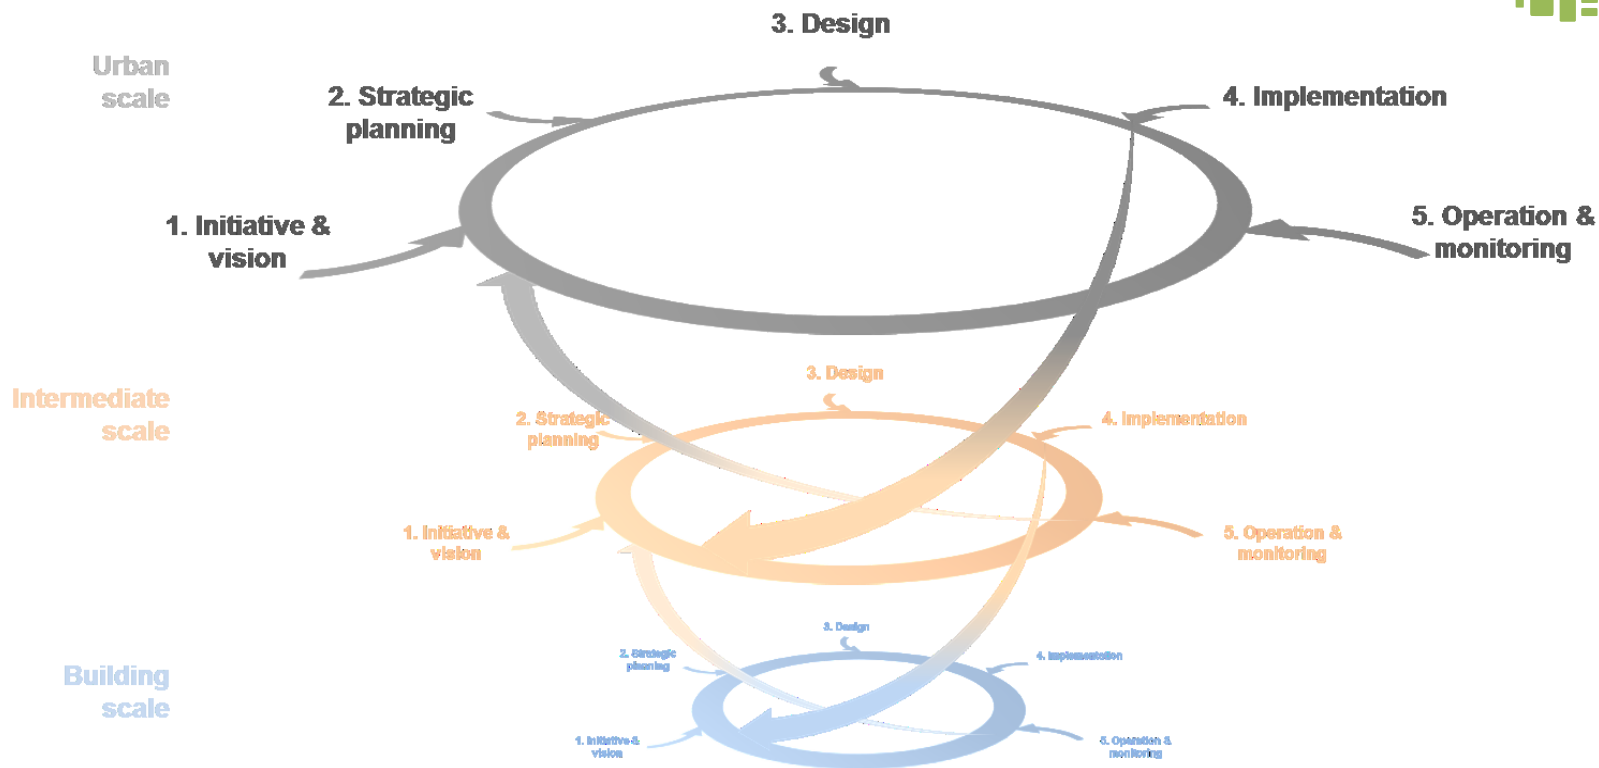 3. Design
Urban
scale
2. Strategic
planning
4. Implementation
1. Initiative &
vision
5. Operation &
monitoring
3. Design
Intermediate
scale
2. Strategic
planning
4. Implementation
1. Initiative &
vision
5. Operation &
monitoring
3. Design
2. Strategic
planning
4. Implementation
Building
scale
1. Initiative &
vision
5. Operation &
monitoring